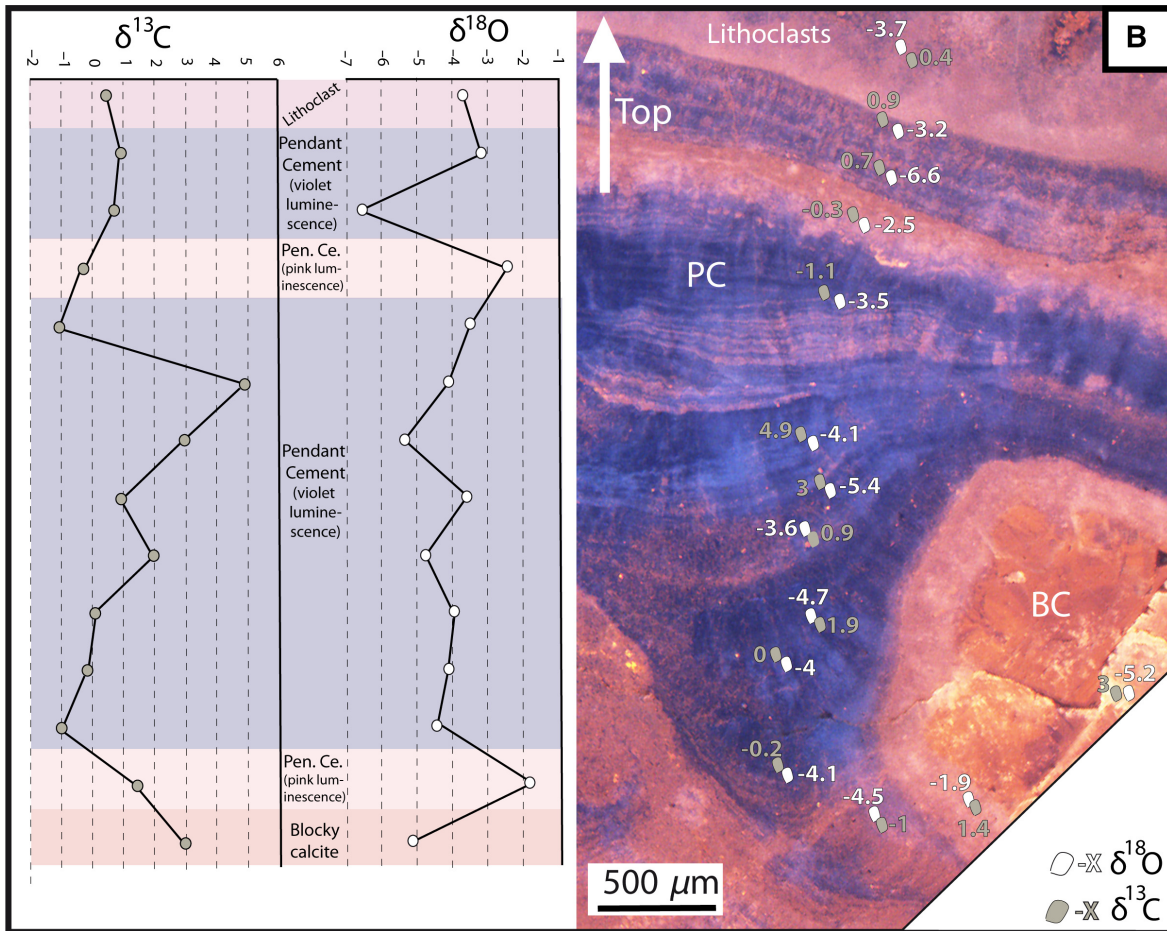 δ13C
δ18O
-2 -1 0 1 2 3 4 5 6
-7 -6 -5 -4 -3 -2 -1
Lithoclast
Pendant
Cement
(violet
lumine-
scence)
Pen. Ce.
(pink lum-
inescence)
Pendant
Cement
(violet
lumine-
scence)
Pen. Ce.
(pink lum-
inescence)
Blocky
calcite
B
Top
Lithoclasts
-3.7
0.4
0.9
-3.2
0.7
-6.6
-0.3
-2.5
PC
-1.1
-3.5
4.9
-4.1
3
-5.4
-3.6
0.9
BC
-4.7
1.9
0
-4
3
-5.2
-0.2
-4.1
-4.5
-1
-1.9
1.4
500 μm
-X δ18O
-X δ13C